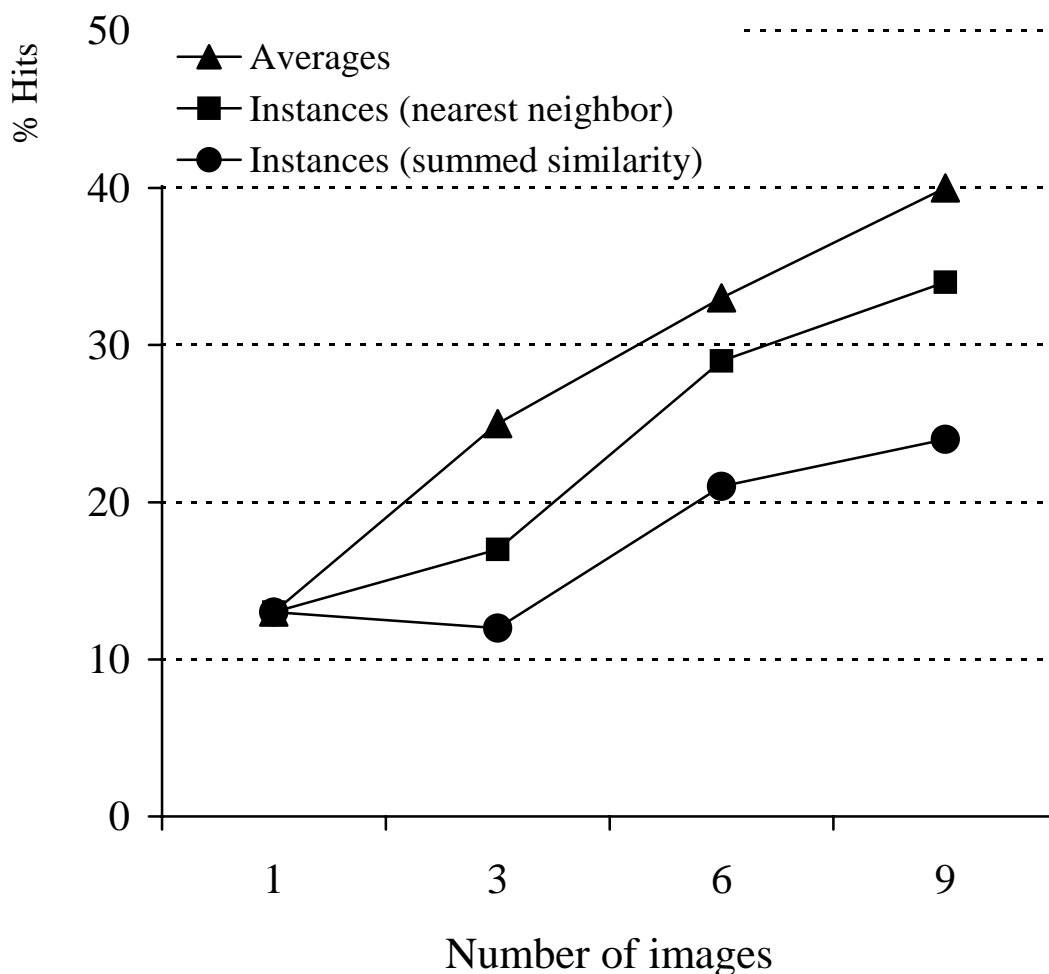 50
% Hits
Averages
Instances (nearest neighbor)
Instances (summed similarity)
40
30
20
10
0
1 3 6 9
Number of images